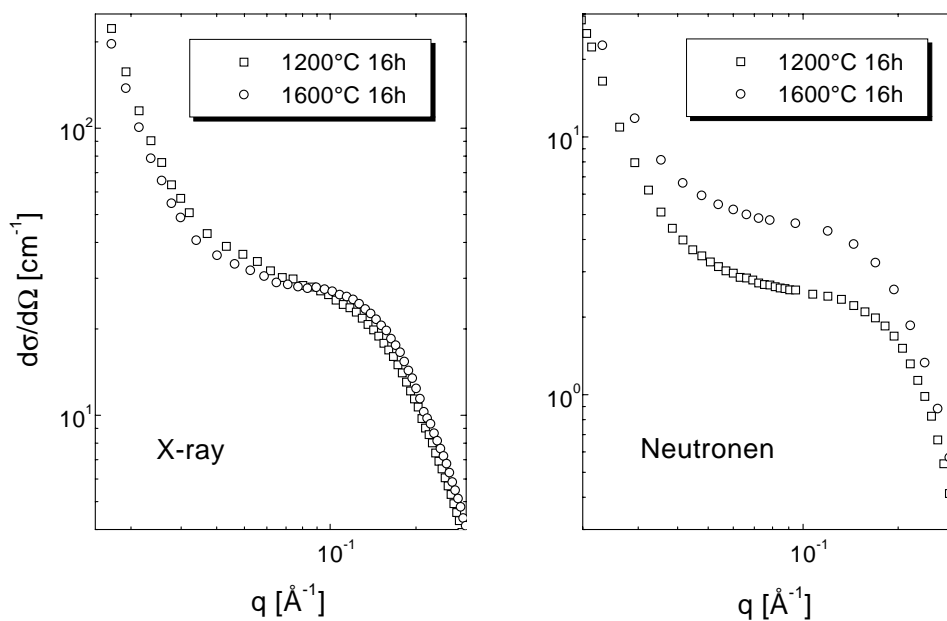 dσ/dΩ [cm⁻¹]
10²
10¹
1200°C 16h
1600°C 16h
X-ray
10⁻¹
q [Å⁻¹]
10¹
10⁰
1200°C 16h
1600°C 16h
Neutronen
10⁻¹
q [Å⁻¹]